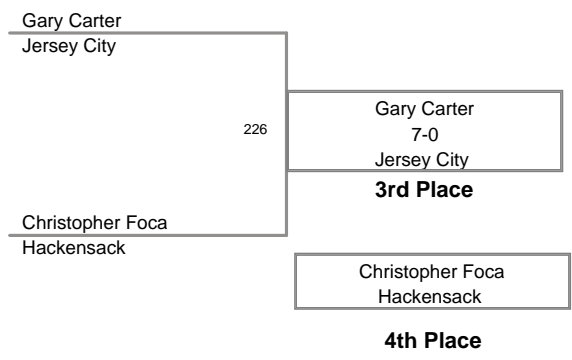 Gary Carter
Jersey City
226
Gary Carter
7-0
Jersey City
3rd Place
Christopher Foca
Hackensack
Christopher Foca
Hackensack
4th Place